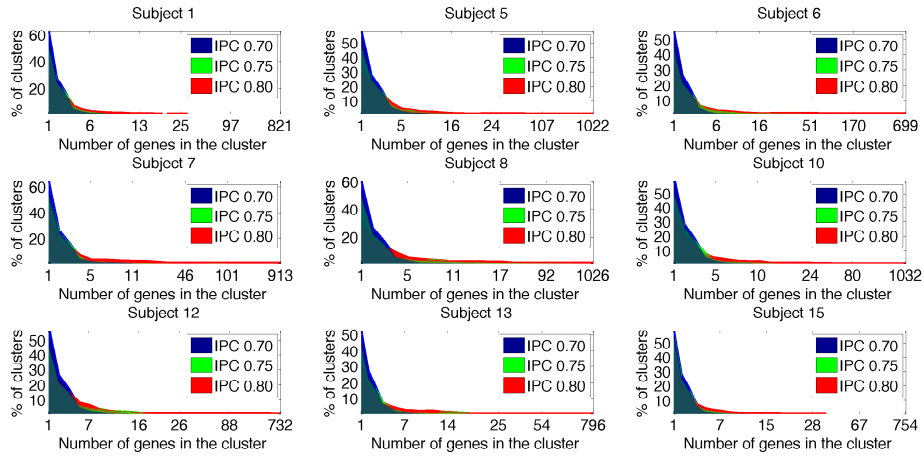 Subject 1
Subject 5
Subject 6
% of clusters
60
40
20
IPC 0.70
IPC 0.75
IPC 0.80
1 6 13 25 97 821
Number of genes in the cluster
% of clusters
50
40
30
20
10
IPC 0.70
IPC 0.75
IPC 0.80
1 5 16 24 107 1022
Number of genes in the cluster
% of clusters
50
40
30
20
10
IPC 0.70
IPC 0.75
IPC 0.80
1 6 16 51 170 699
Number of genes in the cluster
Subject 7
Subject 8
Subject 10
% of clusters
60
40
20
IPC 0.70
IPC 0.75
IPC 0.80
1 5 11 46 101 913
Number of genes in the cluster
% of clusters
60
40
20
IPC 0.70
IPC 0.75
IPC 0.80
1 5 11 17 92 1026
Number of genes in the cluster
% of clusters
50
40
30
20
10
IPC 0.70
IPC 0.75
IPC 0.80
1 5 10 24 80 1032
Number of genes in the cluster
Subject 12
Subject 13
Subject 15
% of clusters
50
40
30
20
10
IPC 0.70
IPC 0.75
IPC 0.80
1 7 16 26 88 732
Number of genes in the cluster
% of clusters
50
40
30
20
10
IPC 0.70
IPC 0.75
IPC 0.80
1 7 14 25 54 796
Number of genes in the cluster
% of clusters
50
40
30
20
10
IPC 0.70
IPC 0.75
IPC 0.80
1 7 15 28 67 754
Number of genes in the cluster